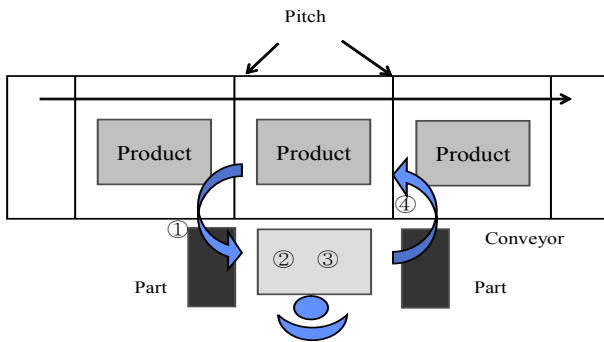 Pitch
Product
Product
Product
④
①
Conveyor
② ③
Part
Part